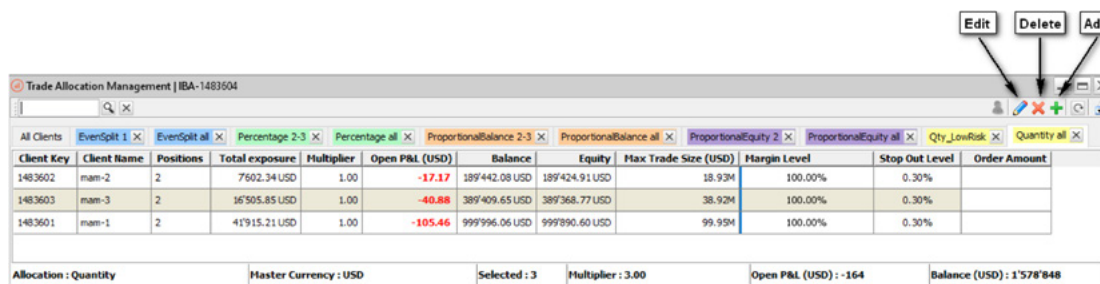 Edit Delete Ad
Trade Allocation Management | IBA-1483604
All Clients EvenSplit 1 EvenSplit all Percentage 2-3 Percentage all ProportionalBalance 2-3 ProportionalBalance all ProportionalEquity 2 ProportionalEquity all Qty_LowRisk Quantity all
Client Key Client Name Positions Total exposure Multiplier Open P&L (USD) Balance Equity Max Trade Size (USD) Margin Level Stop Out Level Order Amount
1483602 mam-2 2 7'602.34 USD 1.00 -17.17 189'442.08 USD 189'424.91 USD 18.93M 100.00% 0.30%
1483603 mam-3 2 16'505.85 USD 1.00 -40.88 389'409.65 USD 389'368.77 USD 38.92M 100.00% 0.30%
1483601 mam-1 2 41'915.21 USD 1.00 -105.46 999'996.06 USD 999'890.60 USD 99.95M 100.00% 0.30%
Allocation : Quantity Master Currency : USD Selected : 3 Multiplier : 3.00 Open P&L (USD) : -164 Balance (USD) : 1'578'848